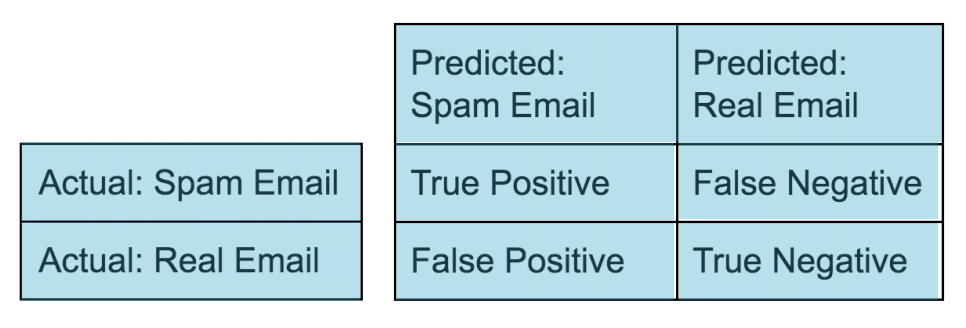 Predicted:
Spam Email
Predicted:
Real Email
Actual: Spam Email
True Positive
False Negative
Actual: Real Email
False Positive
True Negative